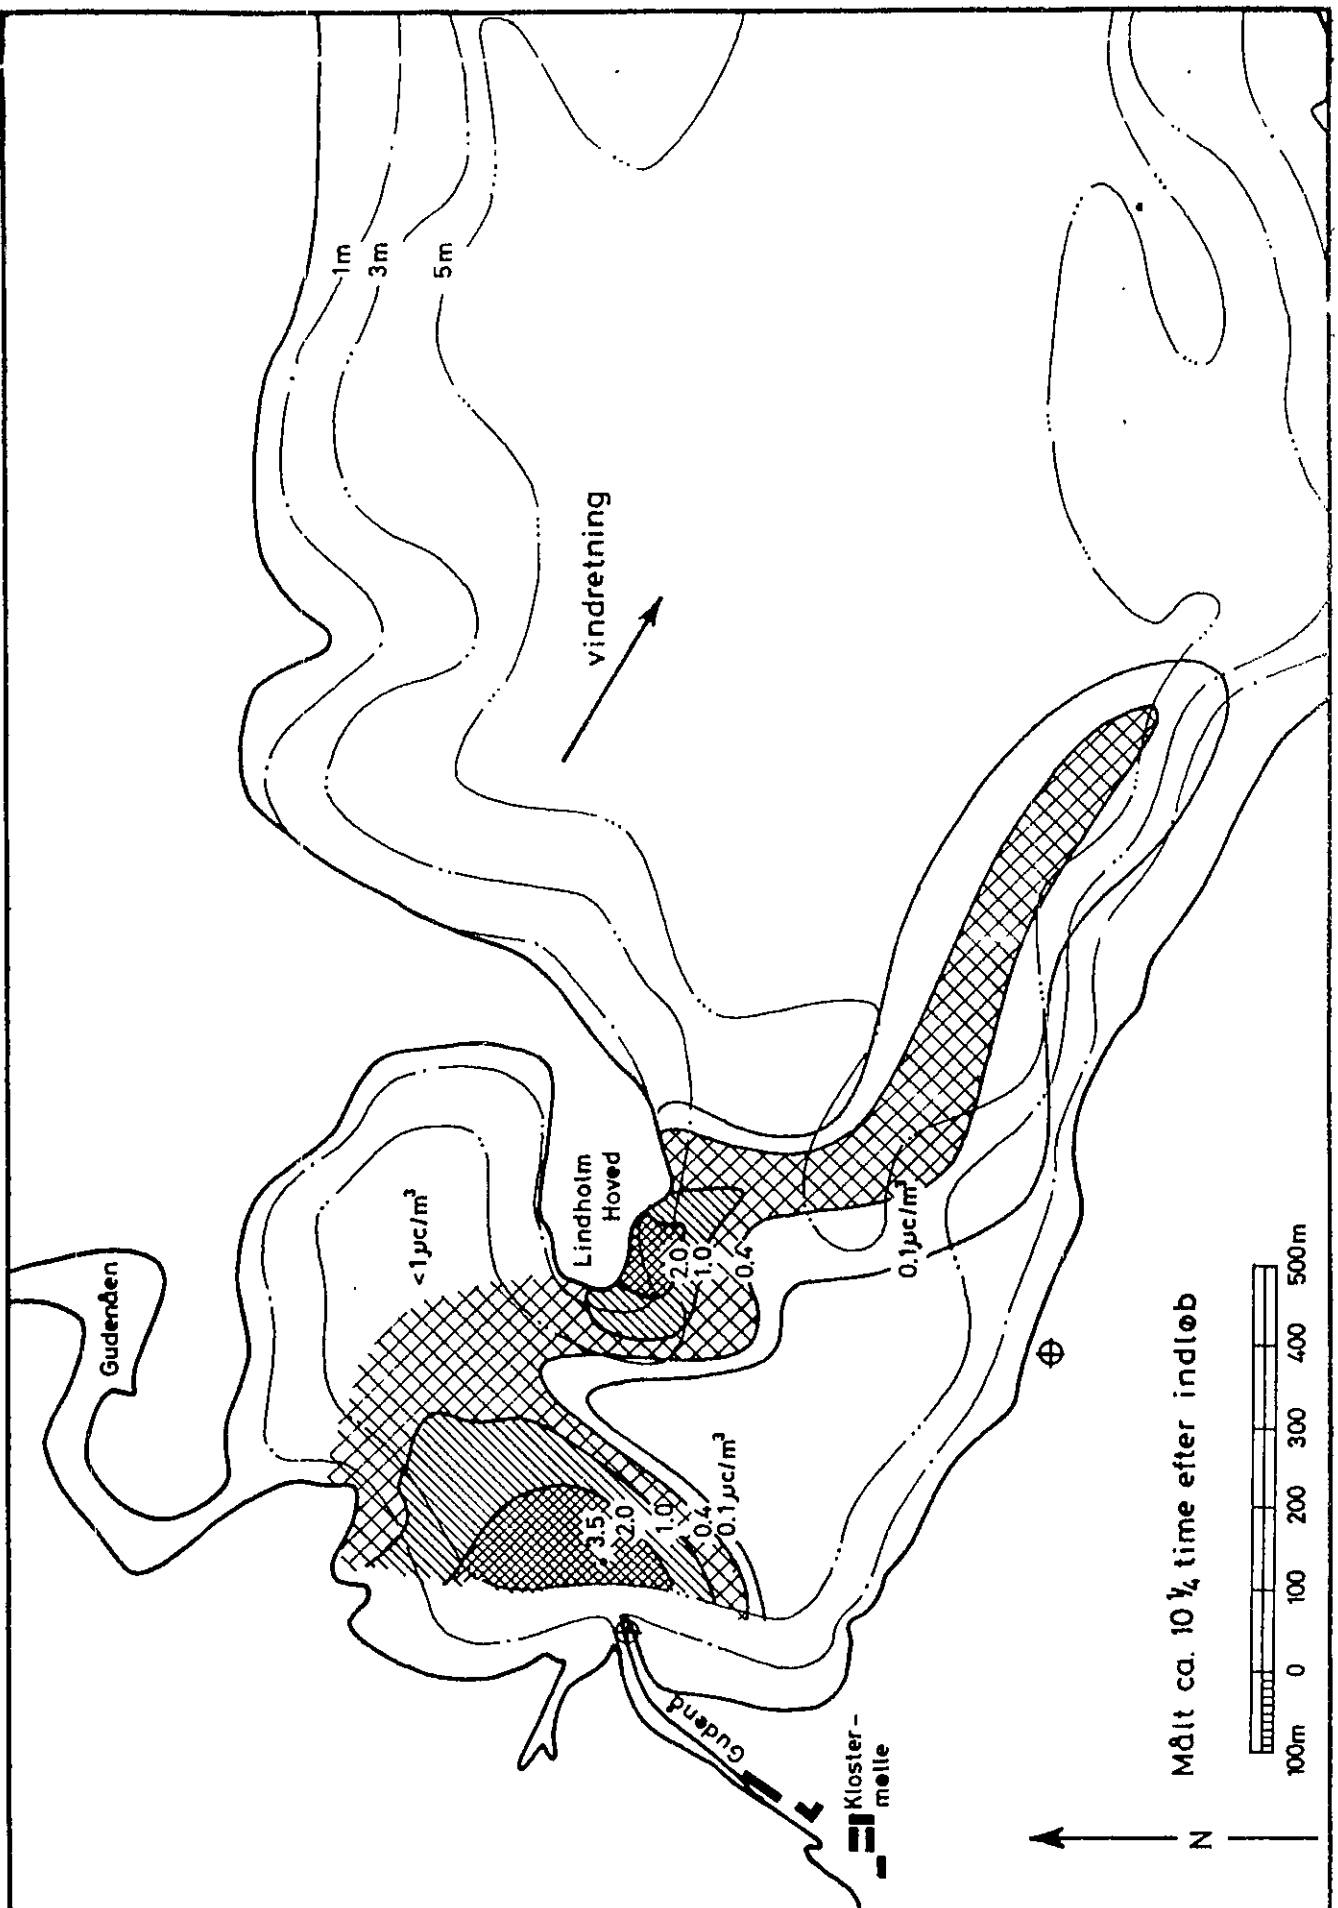 Gudenåen
1m
3m
5m
<1µc/m³
Lindholm
Hoved
vindretning
2.0
1.0
0.4
0.1µc/m³
3.5
2.0
1.0
0.4
0.1µc/m³
Gudenå
Kloster-
mølle
Målt ca. 10 ¼ time efter indløb
100m 0 100 200 300 400 500m
N